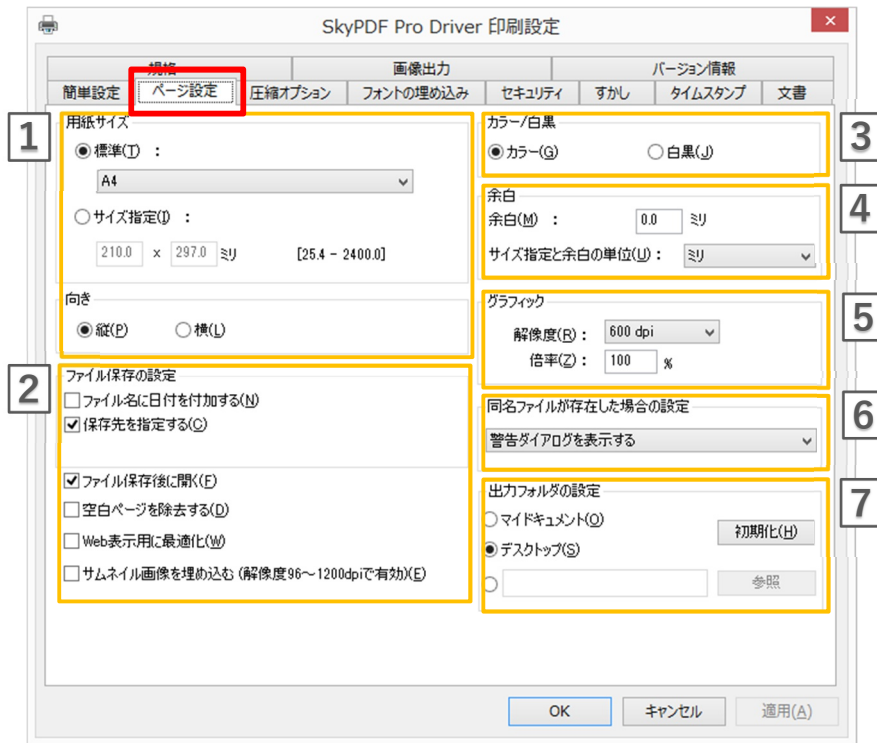 SkyPDF Pro Driver 印刷設定
規格 画像出力 バージョン情報
簡単設定 ページ設定 圧縮オプション フォントの埋め込み セキュリティ すかし タイムスタンプ 文書
1
用紙サイズ
標準(T) :
A4
サイズ指定(I) :
210.0 x 297.0 ミリ [25.4 - 2400.0]
向き
縦(P) 横(L)
2
ファイル保存の設定
ファイル名に日付を付加する(N)
保存先を指定する(C)
ファイル保存後に開く(F)
空白ページを除去する(D)
Web表示用に最適化(W)
サムネイル画像を埋め込む (解像度96～1200dpiで有効)(E)
3
カラー/白黒
カラー(G) 白黒(J)
4
余白
余白(M) : 0.0 ミリ
サイズ指定と余白の単位(U): ミリ
5
グラフィック
解像度(R): 600 dpi
倍率(Z): 100 %
6
同名ファイルが存在した場合の設定
警告ダイアログを表示する
7
出力フォルダの設定
マイドキュメント(O)
初期化(H)
デスクトップ(S)
参照
OK キャンセル 適用(A)